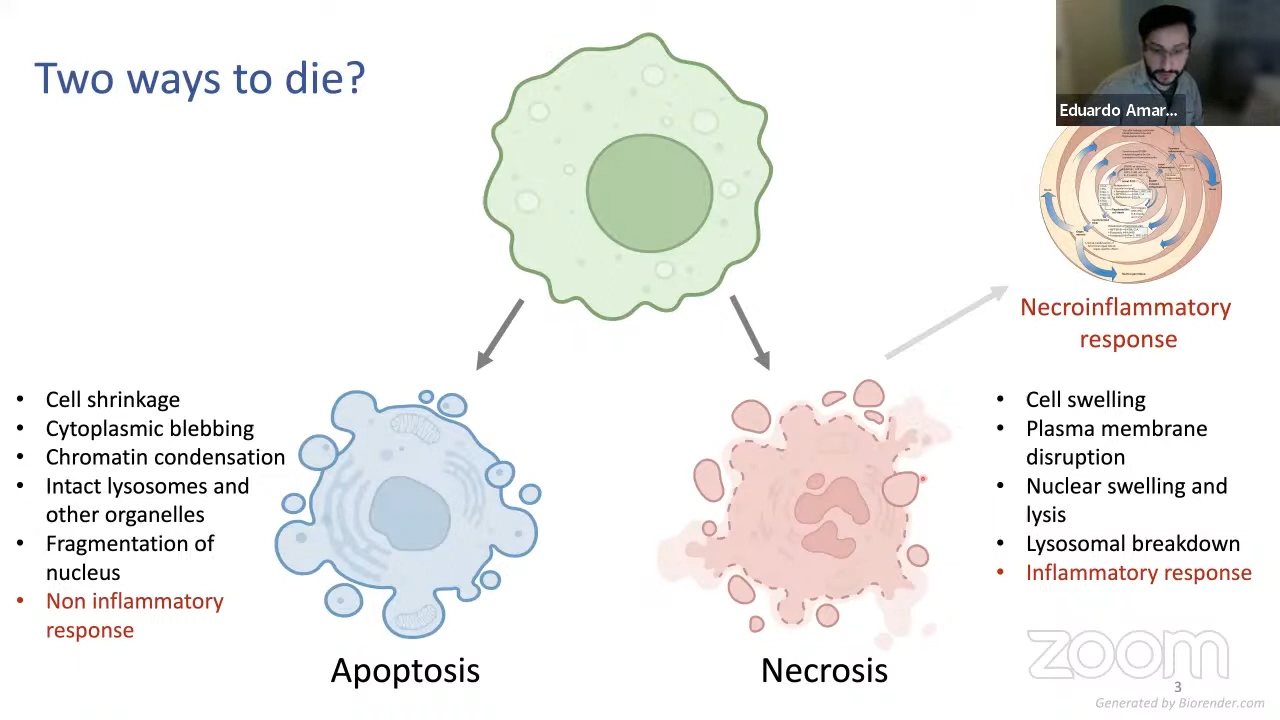 Two ways to die?
Eduardo Amar...
Necroinflammatory
response
• Cell shrinkage
• Cytoplasmic blebbing
• Chromatin condensation
• Intact lysosomes and
other organelles
• Fragmentation of
nucleus
• Non inflammatory
response
• Cell swelling
• Plasma membrane
disruption
• Nuclear swelling and
lysis
• Lysosomal breakdown
• Inflammatory response
Apoptosis
Necrosis
zoom
3
Generated by Biorender.com